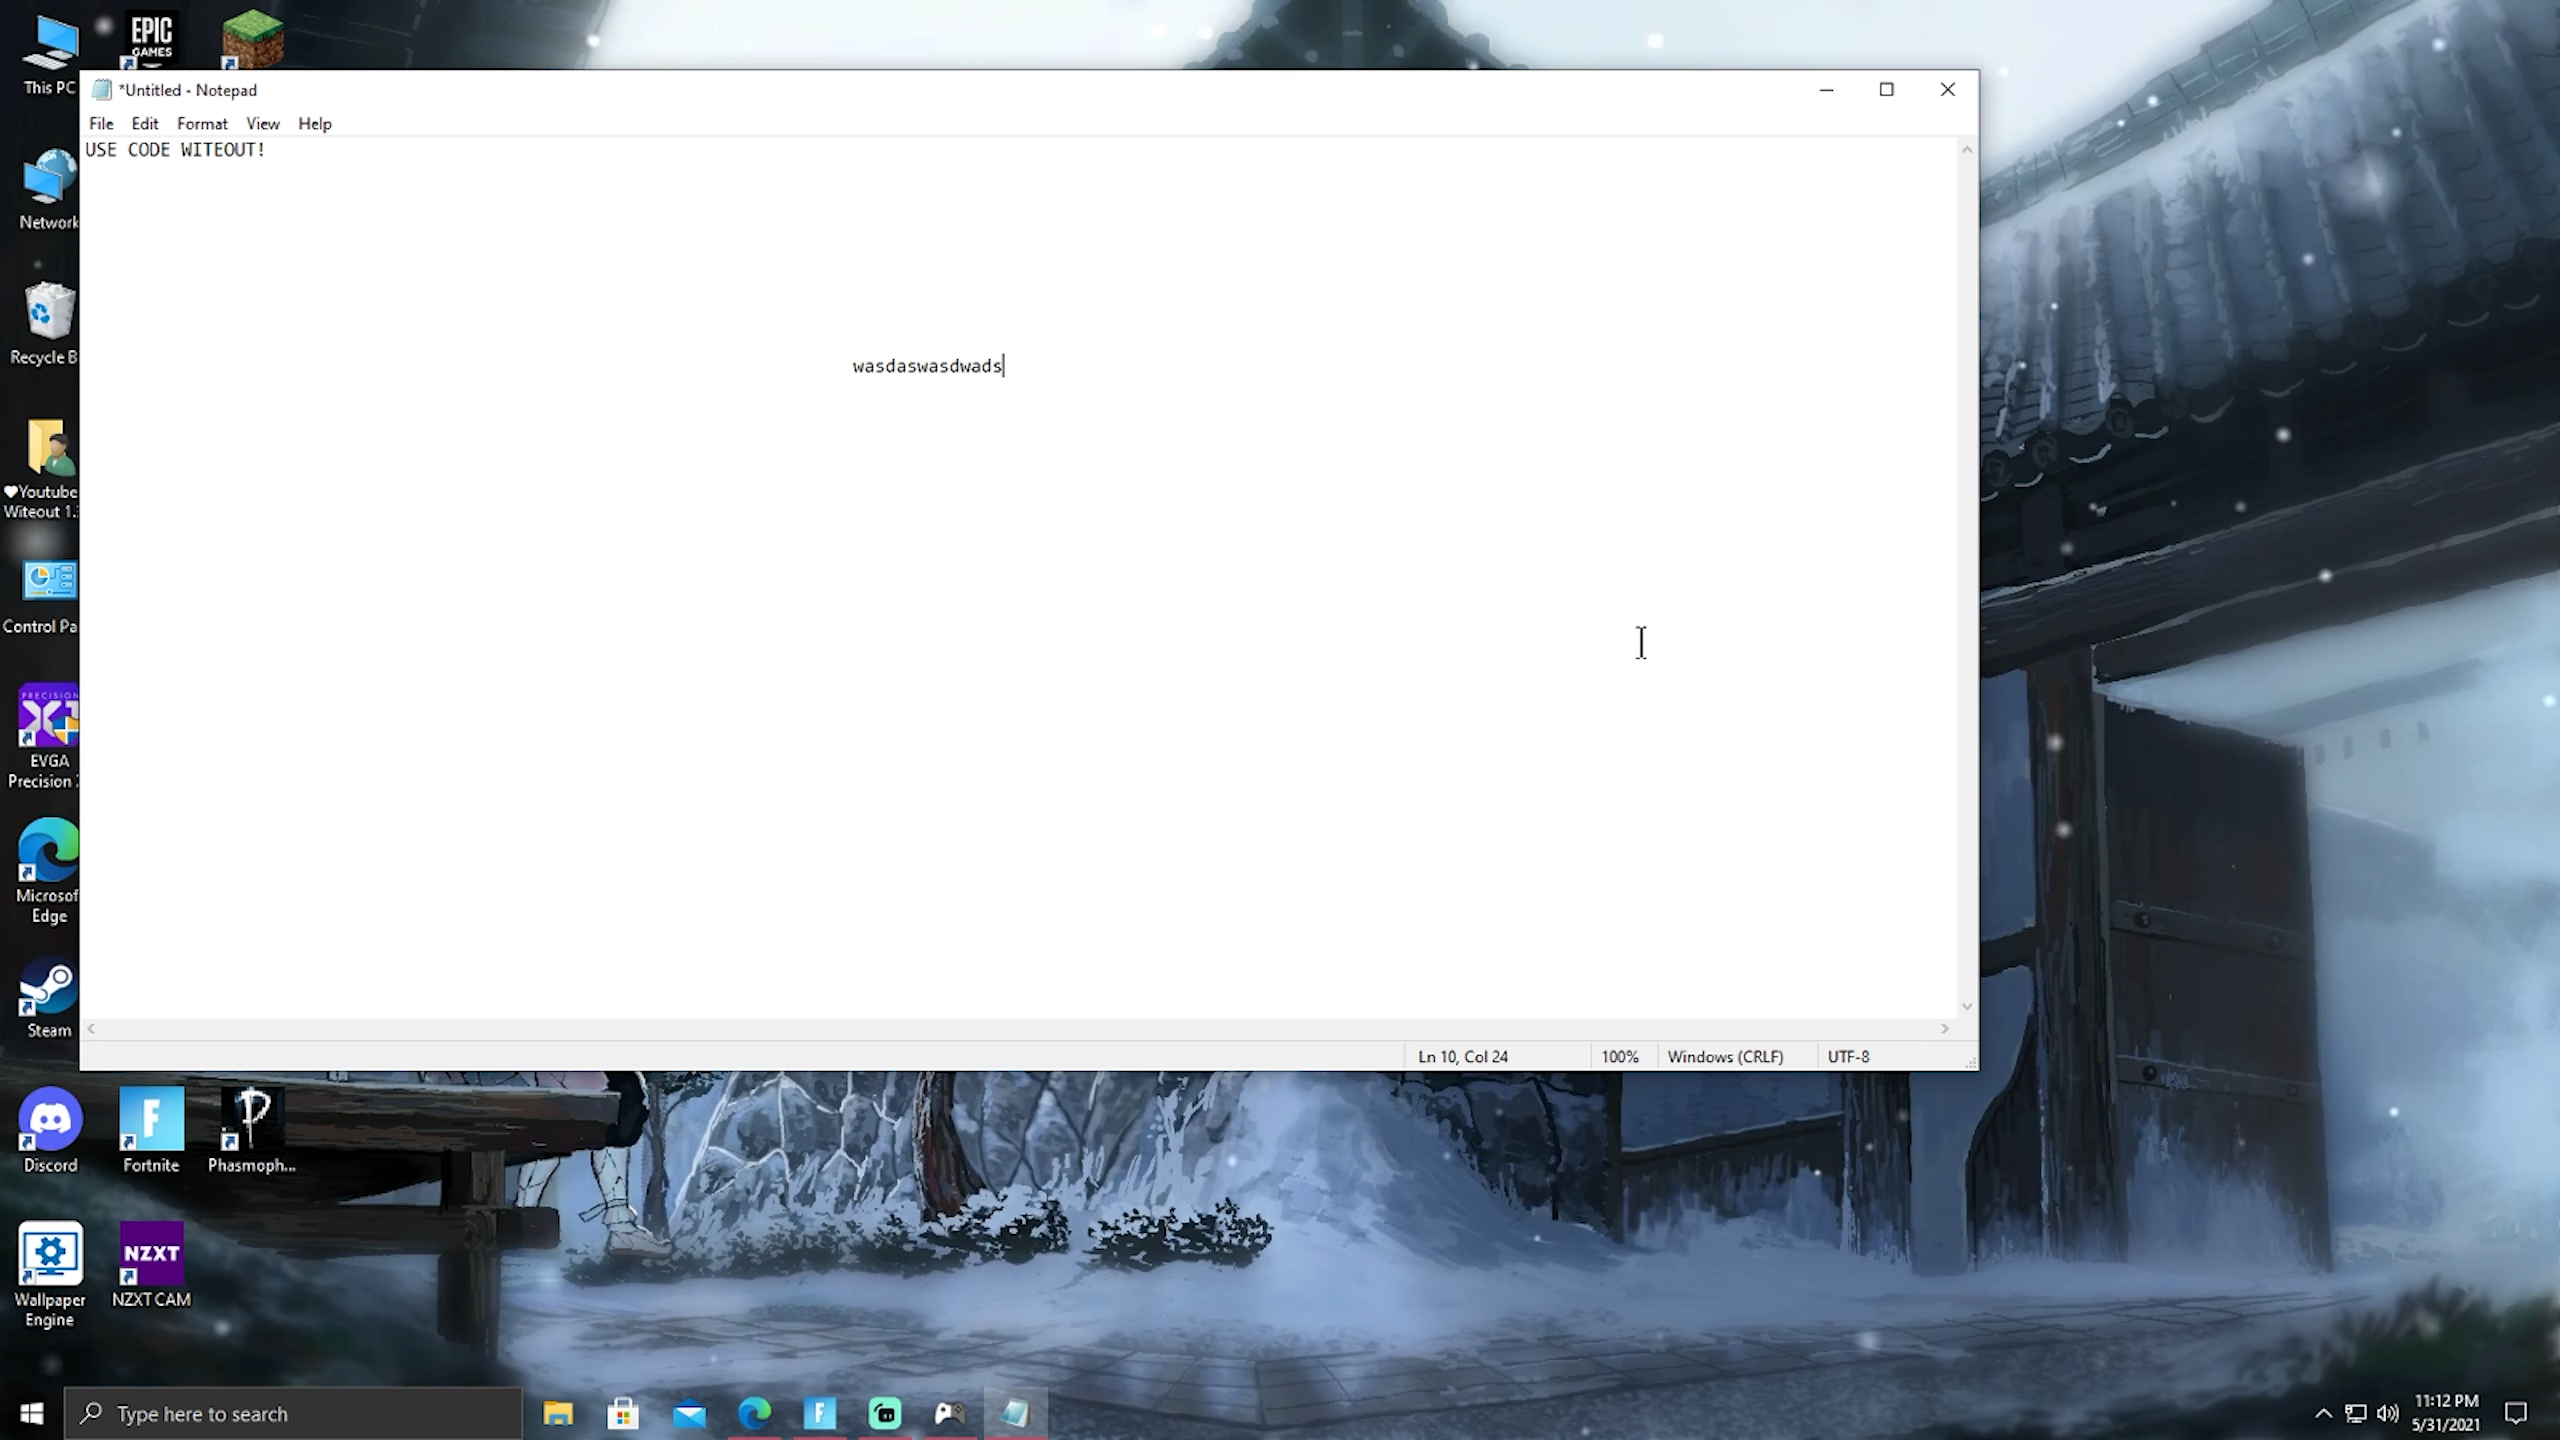 This PC
EPIC
GAMES
*Untitled - Notepad
File Edit Format View Help
USE CODE WITEOUT!
wasdaswasdwads
Network
Recycle B
Youtube
Witeout 1.
Control Pa
PRECISION
X1
EVGA
Precision
Microsof
Edge
Steam
Ln 10, Col 24 100% Windows (CRLF) UTF-8
Discord
F
Fortnite
P
Phasmoph...
Wallpaper
Engine
NZXT
NZXT CAM
Type here to search
F
11:12 PM
5/31/2021